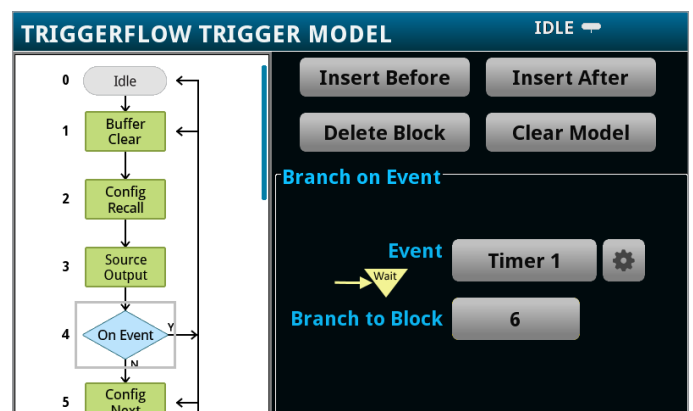 TRIGGERFLOW TRIGGER MODEL
IDLE
0
Idle
1
Buffer
Clear
2
Config
Recall
3
Source
Output
4
On Event
Y
N
5
Config
Next
Insert Before
Insert After
Delete Block
Clear Model
Branch on Event
Event
Timer 1
Wait
Branch to Block
6